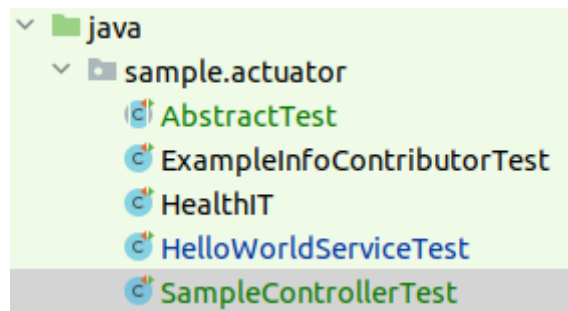 java
sample.actuator
AbstractTest
ExampleInfoContributorTest
HealthIT
HelloWorldServiceTest
SampleControllerTest